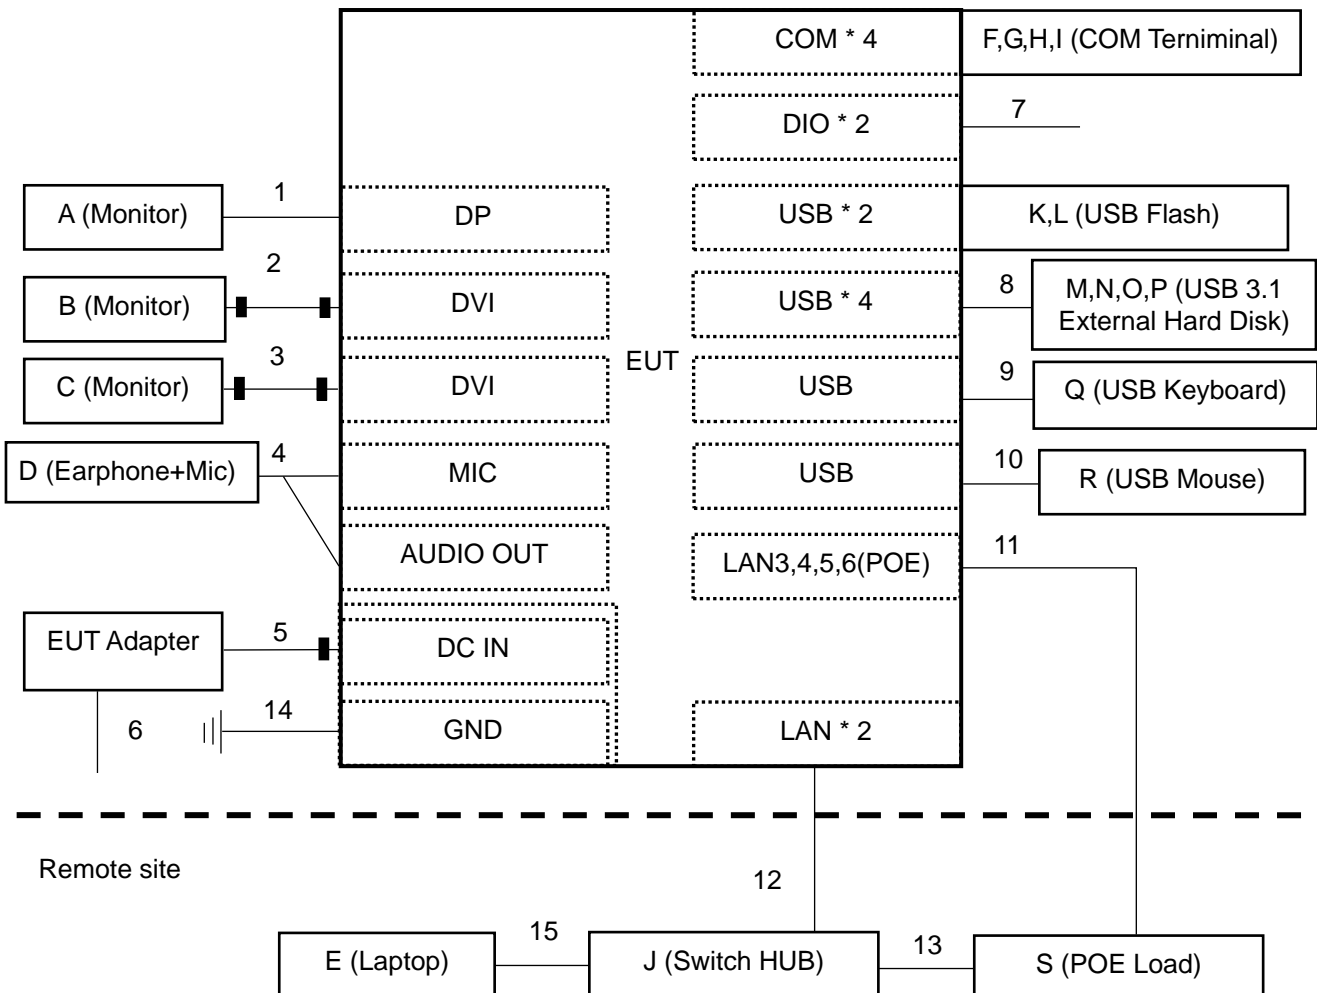 COM * 4
F,G,H,I (COM Terniminal)
DIO * 2
7
A (Monitor)
1
DP
USB * 2
K,L (USB Flash)
B (Monitor)
2
DVI
USB * 4
8
M,N,O,P (USB 3.1
External Hard Disk)
EUT
C (Monitor)
3
DVI
USB
9
Q (USB Keyboard)
D (Earphone+Mic)
4
MIC
USB
10
R (USB Mouse)
AUDIO OUT
LAN3,4,5,6(POE)
11
EUT Adapter
5
DC IN
6
14
GND
LAN * 2
Remote site
12
E (Laptop)
15
J (Switch HUB)
13
S (POE Load)